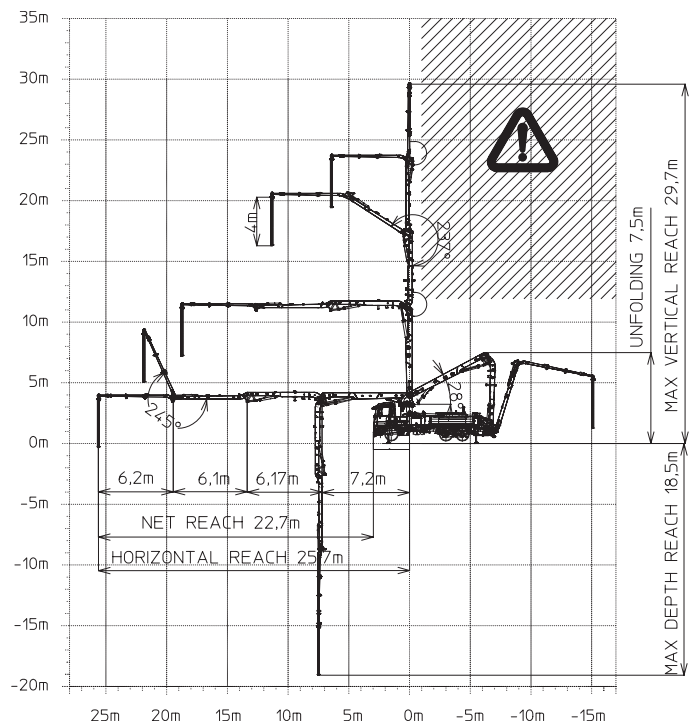 35m
30m
25m
20m
15m
10m
5m
0m
-5m
-10m
-15m
-20m
4m
237°
28°
245°
6,2m
6,1m
6,17m
7,2m
NET REACH 22,7m
HORIZONTAL REACH 25,7m
UNFOLDING 7,5m
MAX VERTICAL REACH 29,7m
MAX DEPTH REACH 18,5m
25m 20m 15m 10m 5m 0m -5m -10m -15m